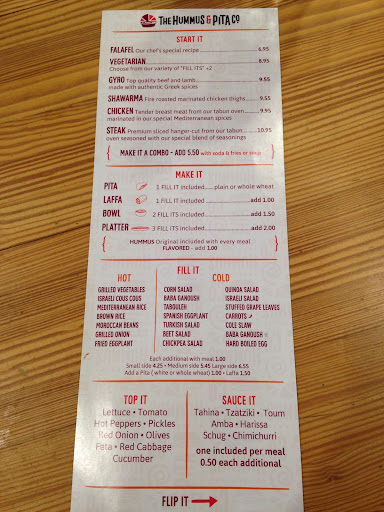 THE HUMMUS & PITA CO
START IT
FALAFEL Our chef's special recipe 6.95
VEGETARIAN 8.95
Choose from our variety of "FILL ITS" +2
GYRO Top quality beef and lamb 9.55
made with authentic Greek spices
SHAWARMA Fire roasted marinated chicken thighs 9.55
CHICKEN Tender breast meat from our tabun oven 9.55
marinated in our special Mediterranean spices
STEAK Premium sliced hanger-cut from our tabun 10.95
oven seasoned with our special blend of seasonings
MAKE IT A COMBO - ADD 5.50 with soda & fries or soup
MAKE IT
PITA 1 FILL IT included..... plain or whole wheat
LAFFA 1 FILL IT included add 1.00
BOWL 2 FILL ITS included add 1.50
PLATTER 3 FILL ITS included add 2.00
HUMMUS Original included with every meal
FLAVORED - add 1.00
FILL IT
HOT COLD
GRILLED VEGETABLES CORN SALAD QUINOA SALAD
ISRAELI COUS COUS BABA GANOUSH ISRAELI SALAD
MEDITERRANEAN RICE TABOULEH STUFFED GRAPE LEAVES
BROWN RICE SPANISH EGGPLANT CARROTS
MOROCCAN BEANS TURKISH SALAD COLE SLAW
GRILLED ONION BEET SALAD BABA GANOUSH
FRIED EGGPLANT CHICKPEA SALAD HARD BOILED EGG
Each additional with meal 1.00
Small side 4.25 • Medium side 5.45 Large side 6.55
Add a Pita ( white or whole wheat) 1.00 • Laffa 1.50
TOP IT
Lettuce • Tomato
Hot Peppers • Pickles
Red Onion • Olives
Feta • Red Cabbage
Cucumber
SAUCE IT
Tahina • Tzatziki • Toum
Amba • Harissa
Schug • Chimichurri
one included per meal
0.50 each additional
FLIP IT